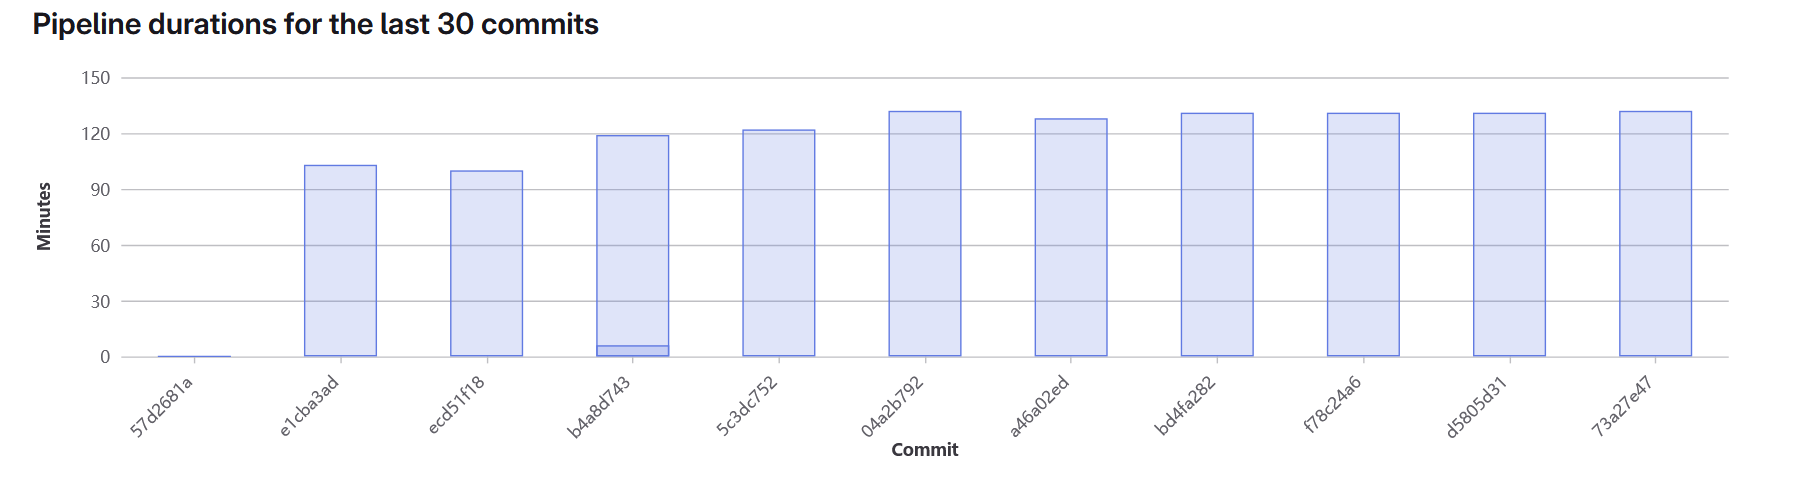 Pipeline durations for the last 30 commits
150
120
90
60
30
0
Minutes
57d2681a
e1cba3ad
ecd51f18
b4a8d743
5c3dc752
04a2b792
a46a02ed
bd4fa282
f78c24a6
d5805d31
73a27e47
Commit